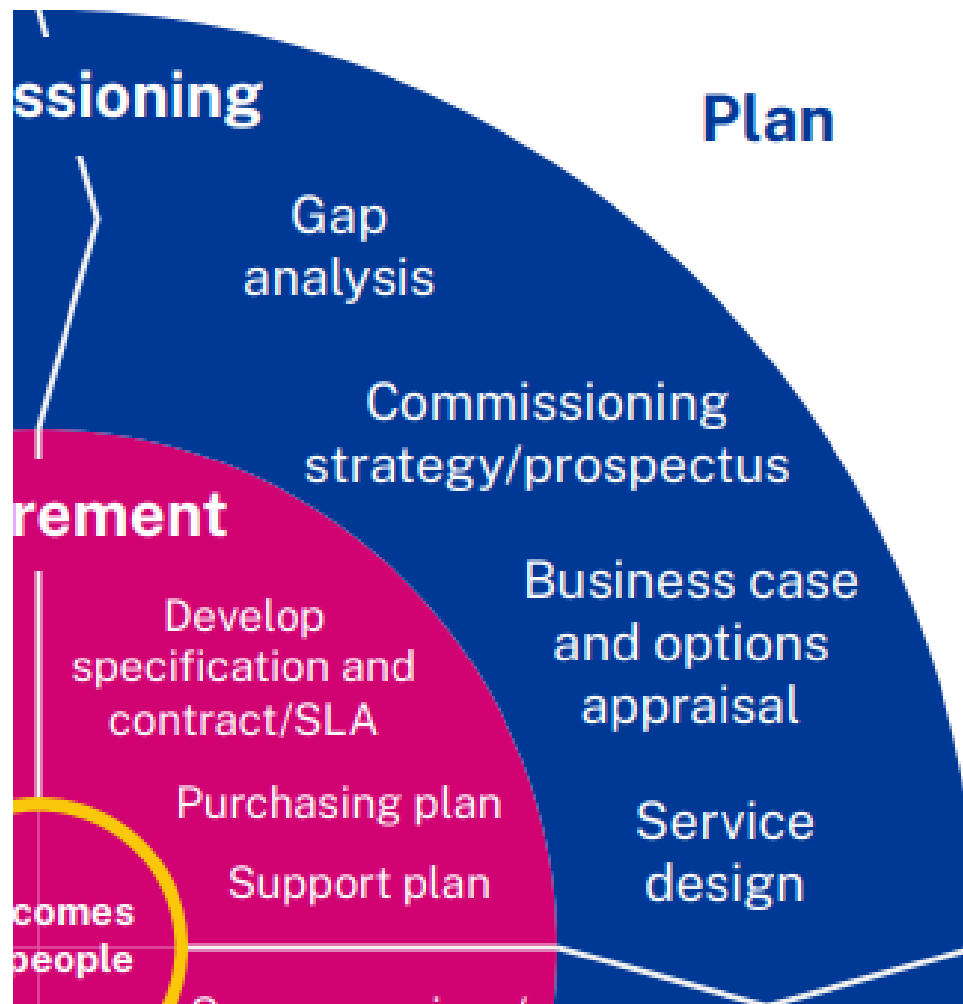 ssioning
Plan
Gap
analysis
Commissioning
strategy/prospectus
Business case
and options
appraisal
Service
design
rement
Develop
specification and
contract/SLA
Purchasing plan
Support plan
comes
people